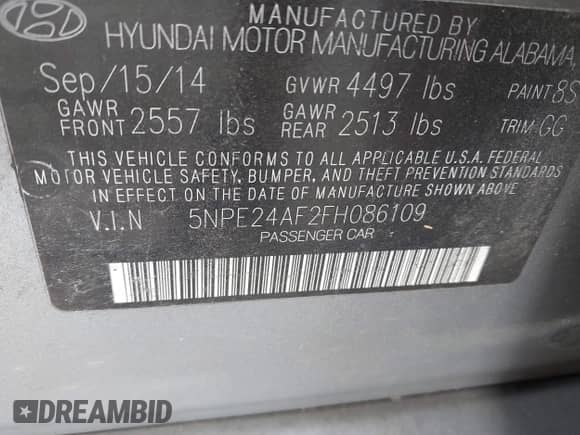 MANUFACTURED BY
HYUNDAI MOTOR MANUFACTURING ALABAMA,
Sep/15/14 GVWR 4497 lbs PAINT:8S
GAWR FRONT 2557 lbs GAWR REAR 2513 lbs TRIM:GG
THIS VEHICLE CONFORMS TO ALL APPLICABLE U.S.A. FEDERAL
MOTOR VEHICLE SAFETY, BUMPER, AND THEFT PREVENTION STANDARDS
IN EFFECT ON THE DATE OF MANUFACTURE SHOWN ABOVE.
V.I.N 5NPE24AF2FH086109
PASSENGER CAR
DREAMBID